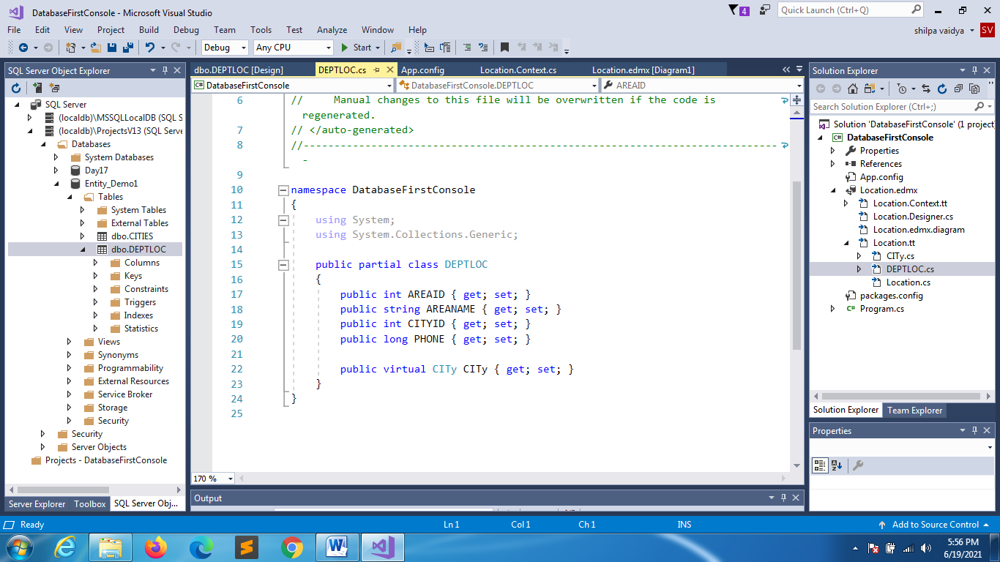 DatabaseFirstConsole - Microsoft Visual Studio
4
Quick Launch (Ctrl+Q)
File Edit View Project Build Debug Team Tools Test Analyze Window Help
shilpa vaidya
SV
Debug Any CPU Start
SQL Server Object Explorer
SQL Server
(localdb)\MSSQLLocalDB (SQL S
(localdb)\ProjectsV13 (SQL Serve
Databases
System Databases
Day17
Entity_Demo1
Tables
System Tables
External Tables
dbo.CITIES
dbo.DEPTLOC
Columns
Keys
Constraints
Triggers
Indexes
Statistics
Views
Synonyms
Programmability
External Resources
Service Broker
Storage
Security
Security
Server Objects
Projects - DatabaseFirstConsole
Server Explorer Toolbox SQL Server Obj...
dbo.DEPTLOC [Design] DEPTLOC.cs App.config Location.Context.cs Location.edmx [Diagram1]
DatabaseFirstConsole DatabaseFirstConsole.DEPTLOC AREAID
6 // Manual changes to this file will be overwritten if the code is
regenerated.
7 // </auto-generated>
8 //-----------------------------------------------------------------------------
-
9
10 namespace DatabaseFirstConsole
11 {
12 using System;
13 using System.Collections.Generic;
14
15 public partial class DEPTLOC
16 {
17 public int AREAID { get; set; }
18 public string AREANAME { get; set; }
19 public int CITYID { get; set; }
20 public long PHONE { get; set; }
21
22 public virtual CITy CITy { get; set; }
23 }
24 }
25
170 %
Output
Solution Explorer
Search Solution Explorer (Ctrl+;)
Solution 'DatabaseFirstConsole' (1 project
DatabaseFirstConsole
Properties
References
App.config
Location.edmx
Location.Context.tt
Location.Designer.cs
Location.edmx.diagram
Location.tt
CITy.cs
DEPTLOC.cs
Location.cs
packages.config
Program.cs
Solution Explorer Team Explorer
Properties
Ready Ln 1 Col 1 Ch 1 INS Add to Source Control
5:56 PM
6/19/2021